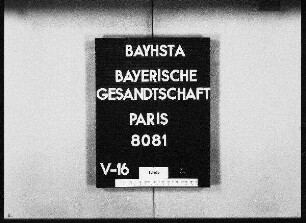 BAYHSTA
BAYERISCHE
GESANDTSCHAFT
PARIS
8081
V-16